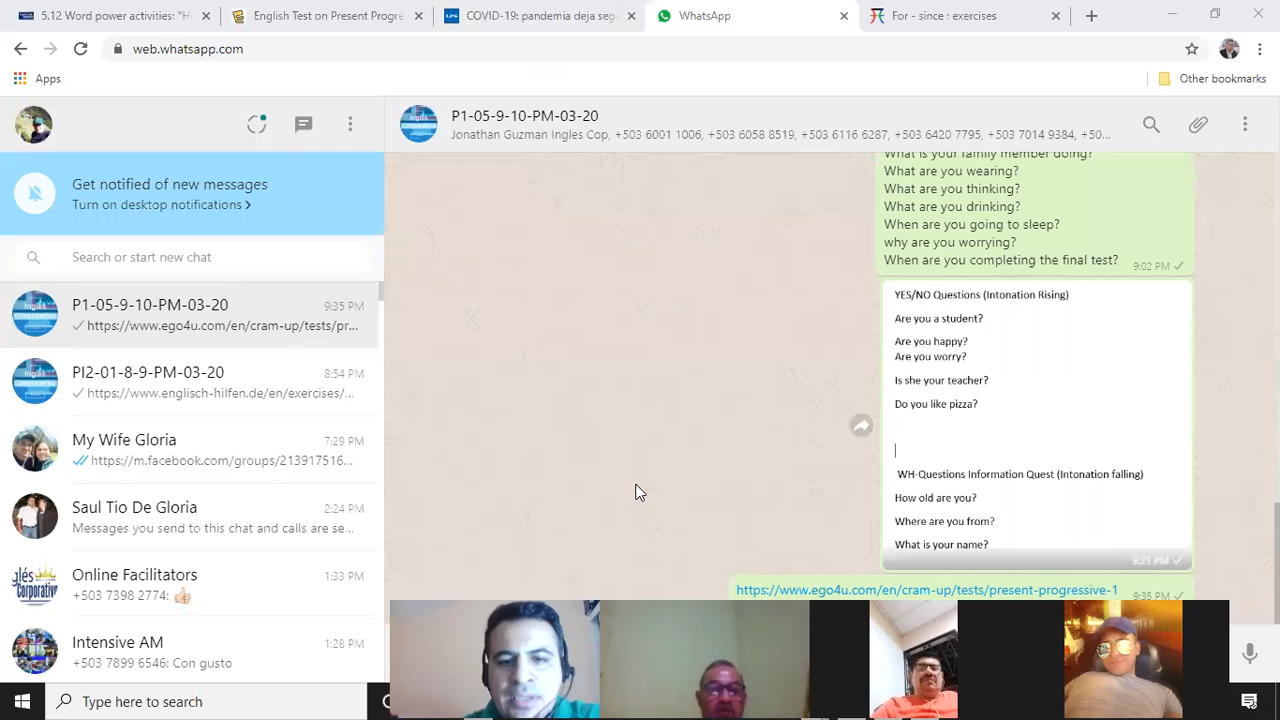 5.12 Word power activities: "M
English Test on Present Progre
COVID-19: pandemia deja seg
WhatsApp
For - since : exercises
web.whatsapp.com
Apps
Other bookmarks
P1-05-9-10-PM-03-20
Jonathan Guzman Ingles Cop, +503 6001 1006, +503 6058 8519, +503 6116 6287, +503 6420 7795, +503 7014 9384, +50...
Get notified of new messages
Turn on desktop notifications >
Search or start new chat
P1-05-9-10-PM-03-20 9:35 PM
https://www.ego4u.com/en/cram-up/tests/pr...
PI2-01-8-9-PM-03-20 8:54 PM
https://www.englisch-hilfen.de/en/exercises/...
My Wife Gloria 7:29 PM
https://m.facebook.com/groups/213917516...
Saul Tio De Gloria 2:24 PM
Messages you send to this chat and calls are se...
Online Facilitators 1:33 PM
+503 7398 2774: 👍🏻
Intensive AM 1:28 PM
+503 7899 6546: Con gusto
What is your family member doing?
What are you wearing?
What are you thinking?
What are you drinking?
When are you going to sleep?
why are you worrying?
When are you completing the final test? 9:02 PM
YES/NO Questions (Intonation Rising)
Are you a student?
Are you happy?
Are you worry?
Is she your teacher?
Do you like pizza?
WH-Questions Information Quest (Intonation falling)
How old are you?
Where are you from?
What is your name?
9:21 PM
https://www.ego4u.com/en/cram-up/tests/present-progressive-1 9:35 PM
Type here to search